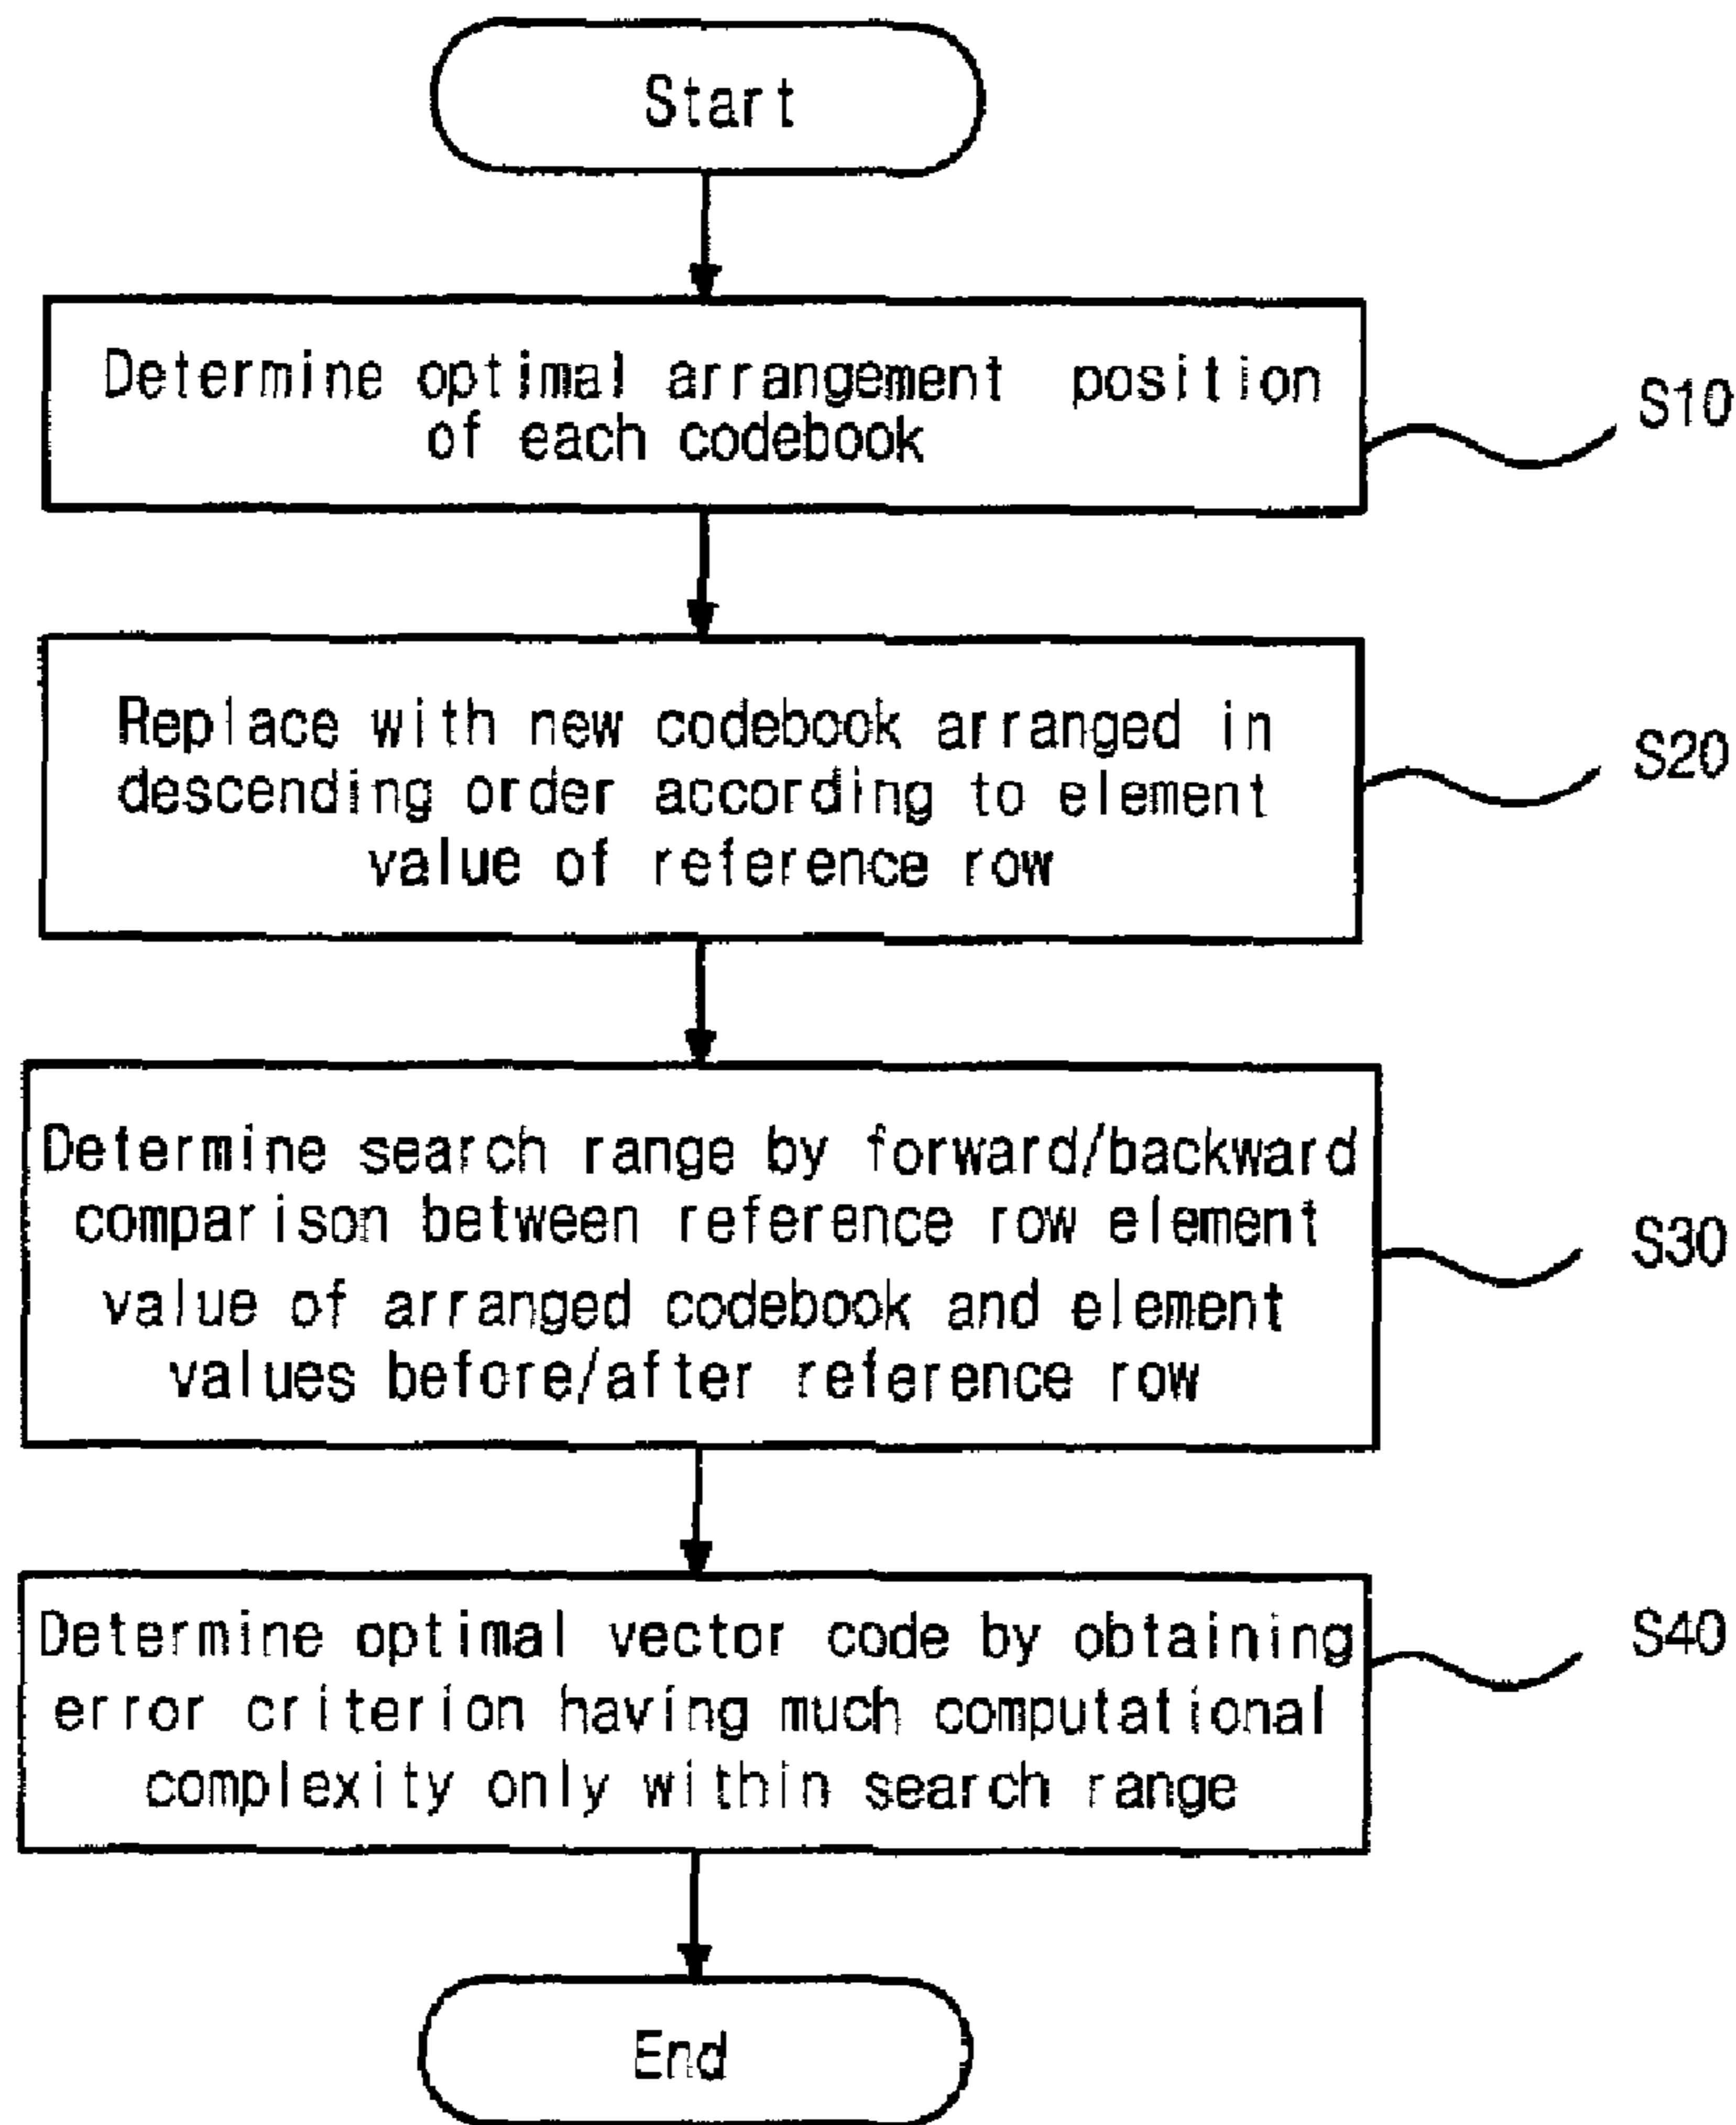 Start
Determine optimal arrangement position
of each codebook
S10
Replace with new codebook arranged in
descending order according to element
value of reference row
S20
Determine search range by forward/backward
comparison between reference row element
value of arranged codebook and element
values before/after reference row
S30
Determine optimal vector code by obtaining
error criterion having much computational
complexity only within search range
S40
End